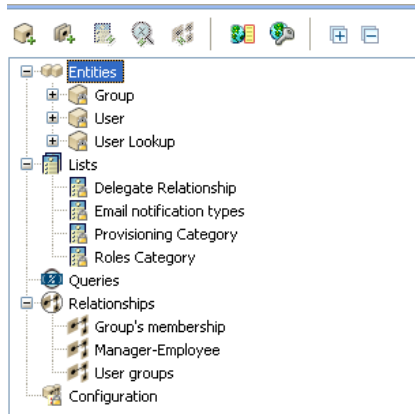 Entities
Group
User
User Lookup
Lists
Delegate Relationship
Email notification types
Provisioning Category
Roles Category
Queries
Relationships
Group's membership
Manager-Employee
User groups
Configuration